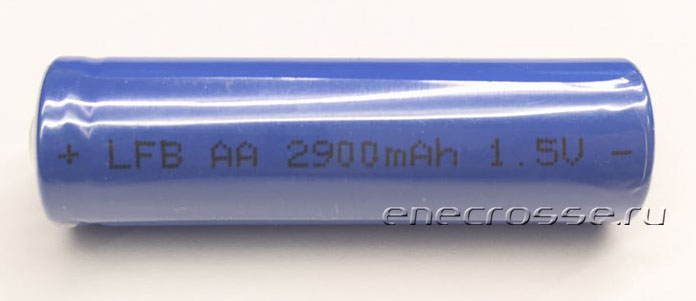 + LFB AA 2900mAh 1.5V -
enecrosse.ru